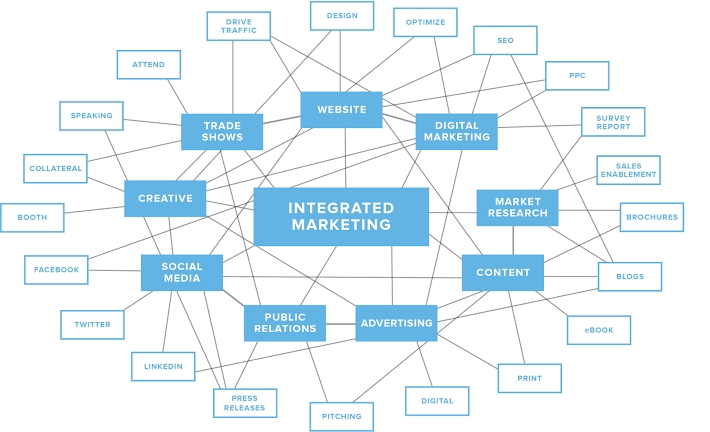 DESIGN
DRIVE
TRAFFIC
OPTIMIZE
SEO
ATTEND
PPC
SPEAKING
WEBSITE
TRADE
SHOWS
DIGITAL
MARKETING
SURVEY
REPORT
COLLATERAL
SALES
ENABLEMENT
CREATIVE
INTEGRATED
MARKETING
MARKET
RESEARCH
BOOTH
BROCHURES
FACEBOOK
SOCIAL
MEDIA
CONTENT
BLOGS
TWITTER
PUBLIC
RELATIONS
ADVERTISING
eBOOK
LINKEDIN
PRINT
PRESS
RELEASES
DIGITAL
PITCHING